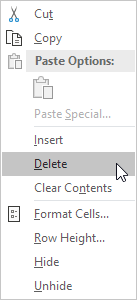 Cut
Copy
Paste Options:
Paste Special...
Insert
Delete
Clear Contents
Format Cells...
Row Height...
Hide
Unhide